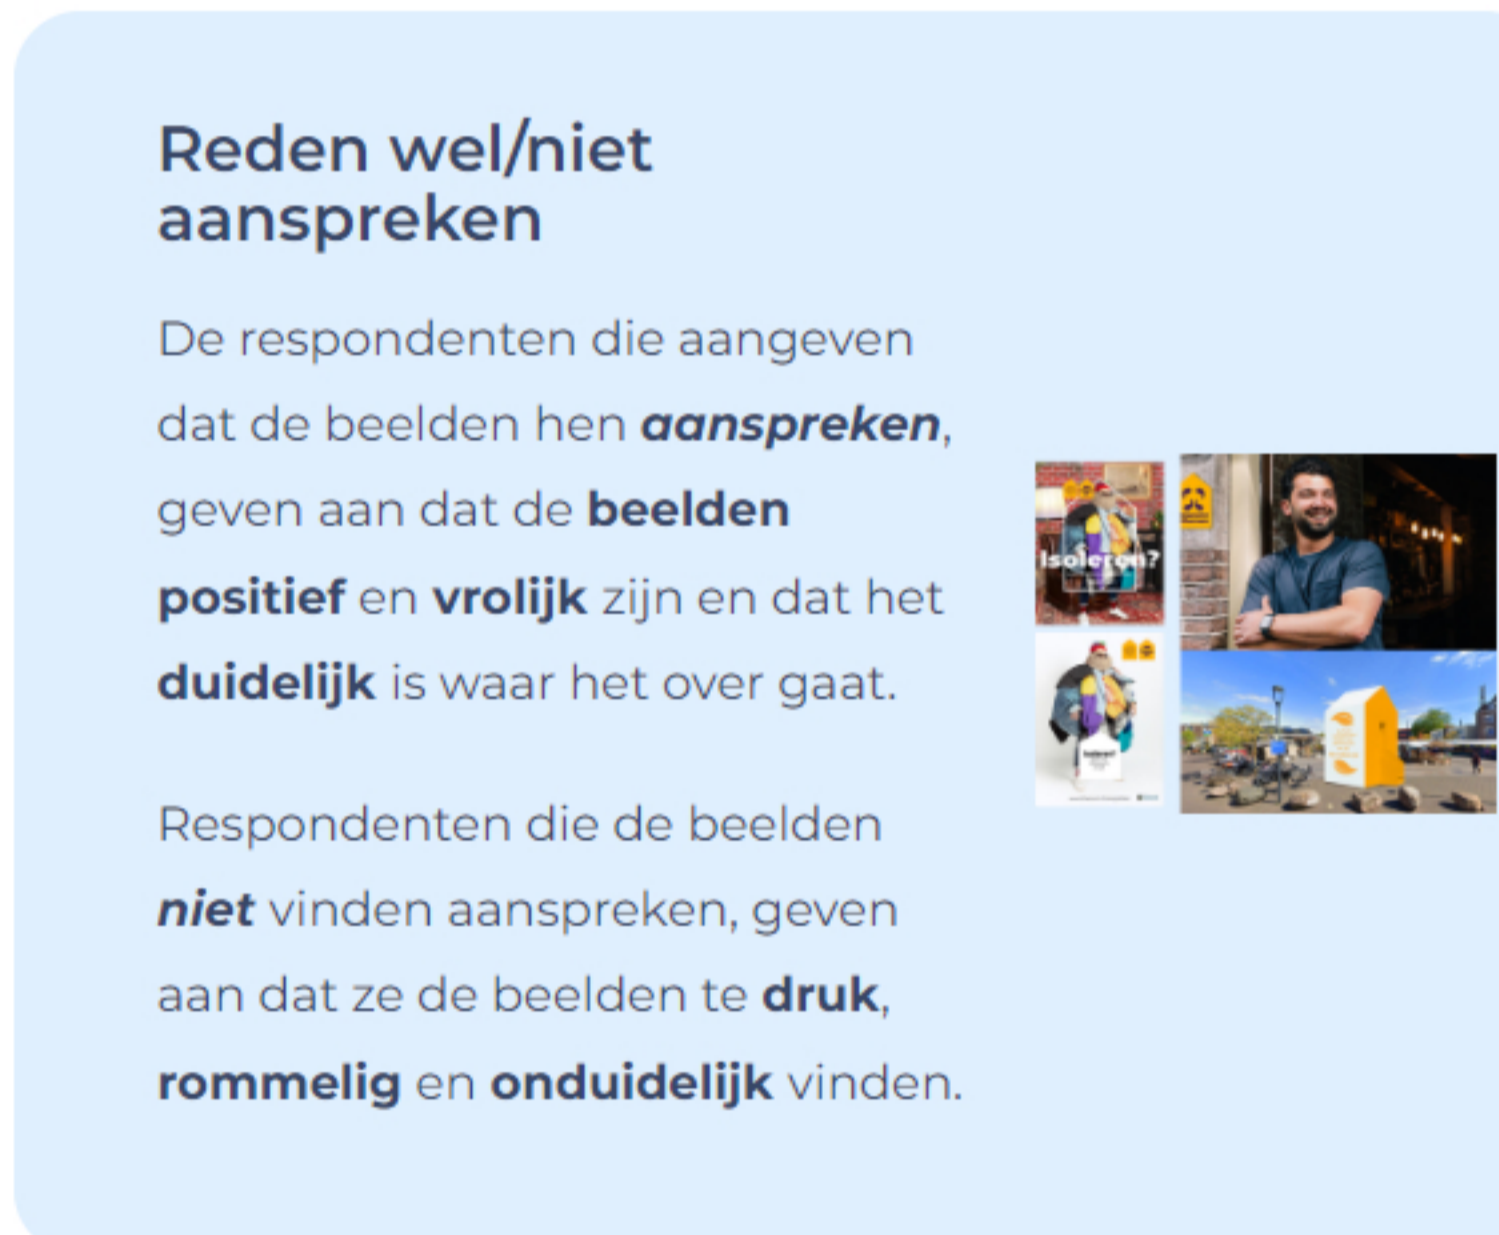 Reden wel/niet
aanspreken
De respondenten die aangeven
dat de beelden hen aanspreken,
geven aan dat de beelden
positief en vrolijk zijn en dat het
duidelijk is waar het over gaat.
Respondenten die de beelden
niet vinden aanspreken, geven
aan dat ze de beelden te druk,
rommelig en onduidelijk vinden.
Isoleren?